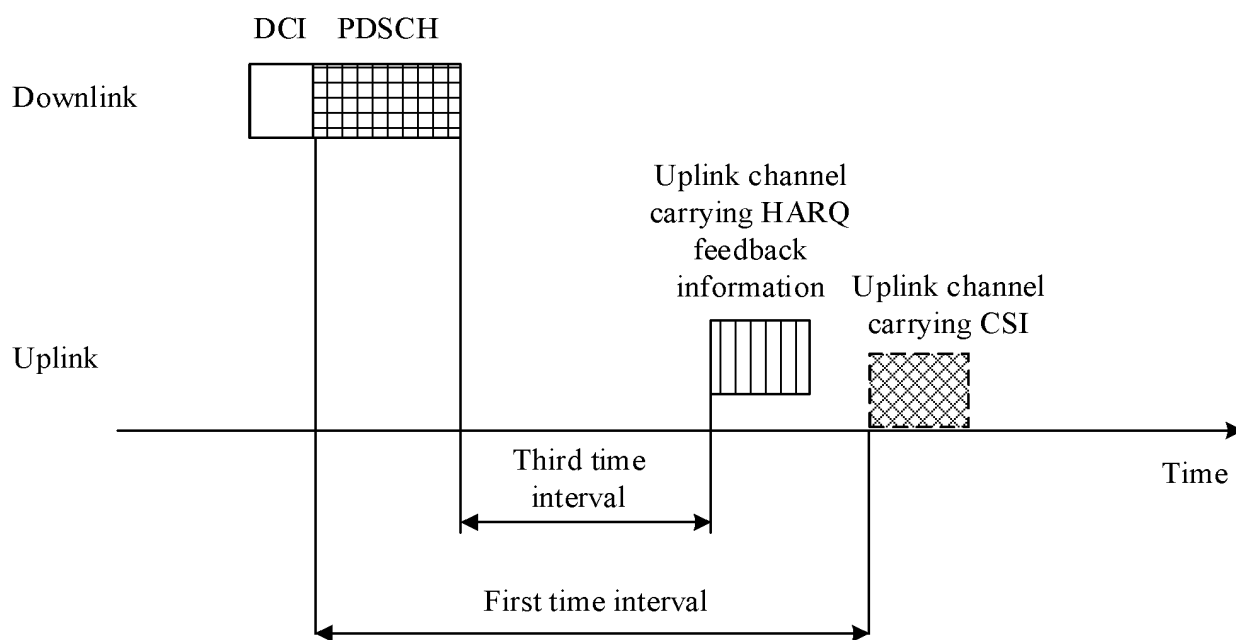 DCI PDSCH
Downlink
Uplink channel
carrying HARQ
feedback
information
Uplink channel
carrying CSI
Uplink
Third time
interval
Time
First time interval